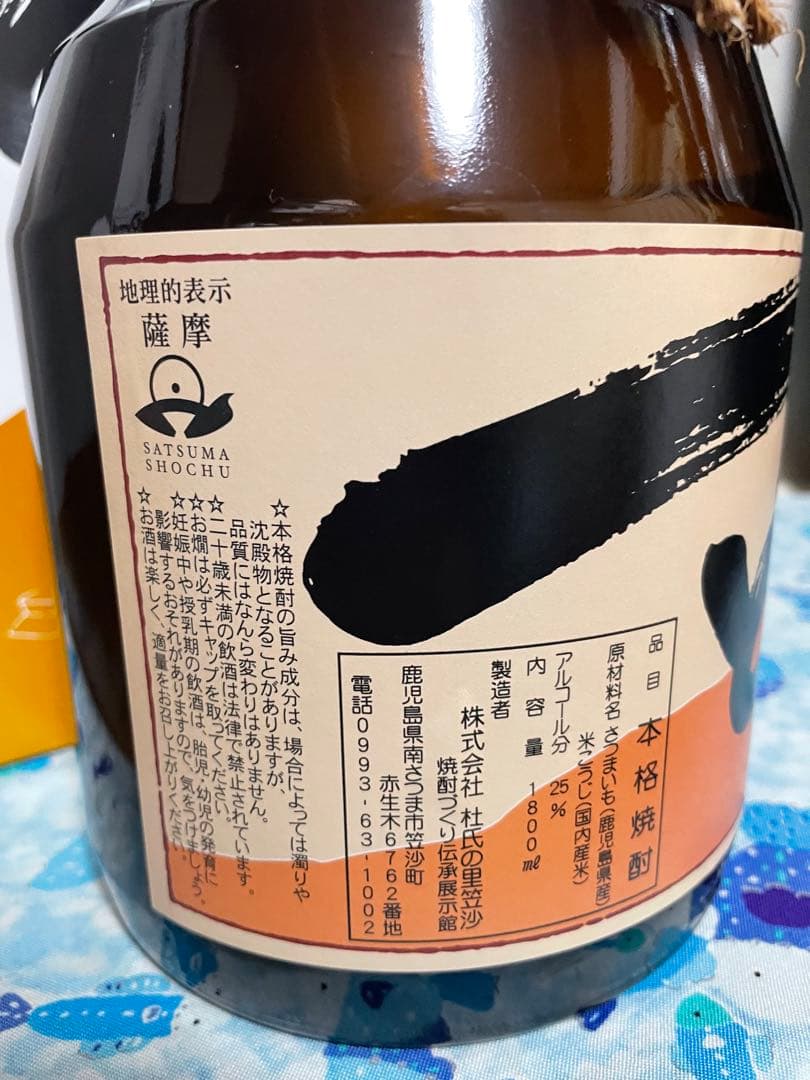 地理的表示
薩摩
SATSUMA
SHOCHU
☆本格焼酎の旨み成分は、場合によっては濁りや
沈殿物となることがありますが、
品質にはなんら変わりはありません。
☆二十歳未満の飲酒は法律で禁止されています。
☆お燗は必ずキャップを取ってください。
☆妊娠中や授乳期の飲酒は、胎児・幼児の発育に
影響するおそれがありますので、気をつけましょう。
☆お酒は楽しく、適量をお召し上がりください。
品目 本格焼酎
原材料名 さつまいも(鹿児島県産)
米こうじ(国内産米)
アルコール分 25%
内容量 1800ml
製造者
株式会社 杜氏の里笠沙
焼酎づくり伝承展示館
鹿児島県南さつま市笠沙町
赤生木6762番地
電話0993-63-1002